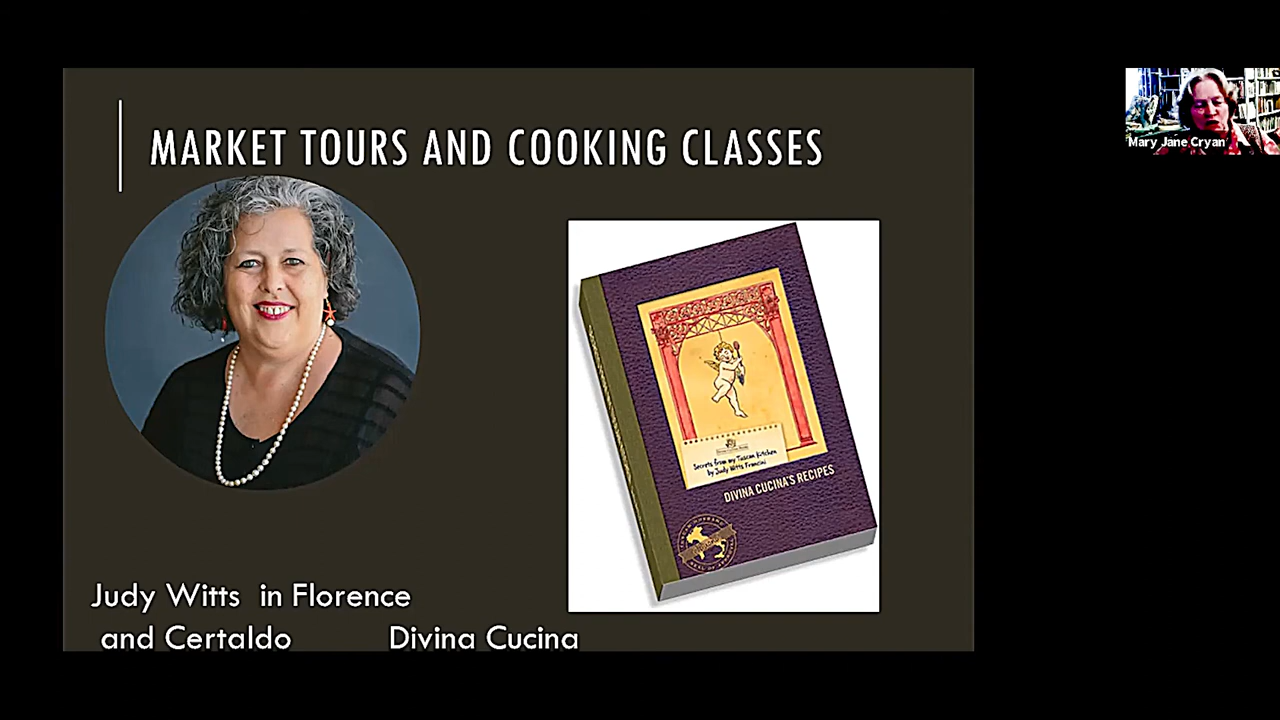 MARKET TOURS AND COOKING CLASSES
Mary Jane Cryan
Secrets from my Tuscan Kitchen
by Judy Witts Francini
DIVINA CUCINA'S RECIPES
Judy Witts in Florence
and Certaldo Divina Cucina